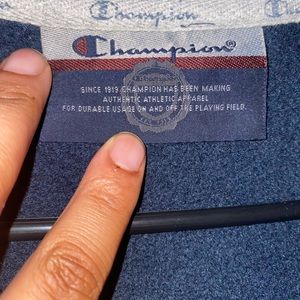 Champion
Champion®
SINCE 1919 CHAMPION HAS BEEN MAKING
AUTHENTIC ATHLETIC APPAREL
FOR DURABLE USAGE ON AND OFF THE PLAYING FIELD.